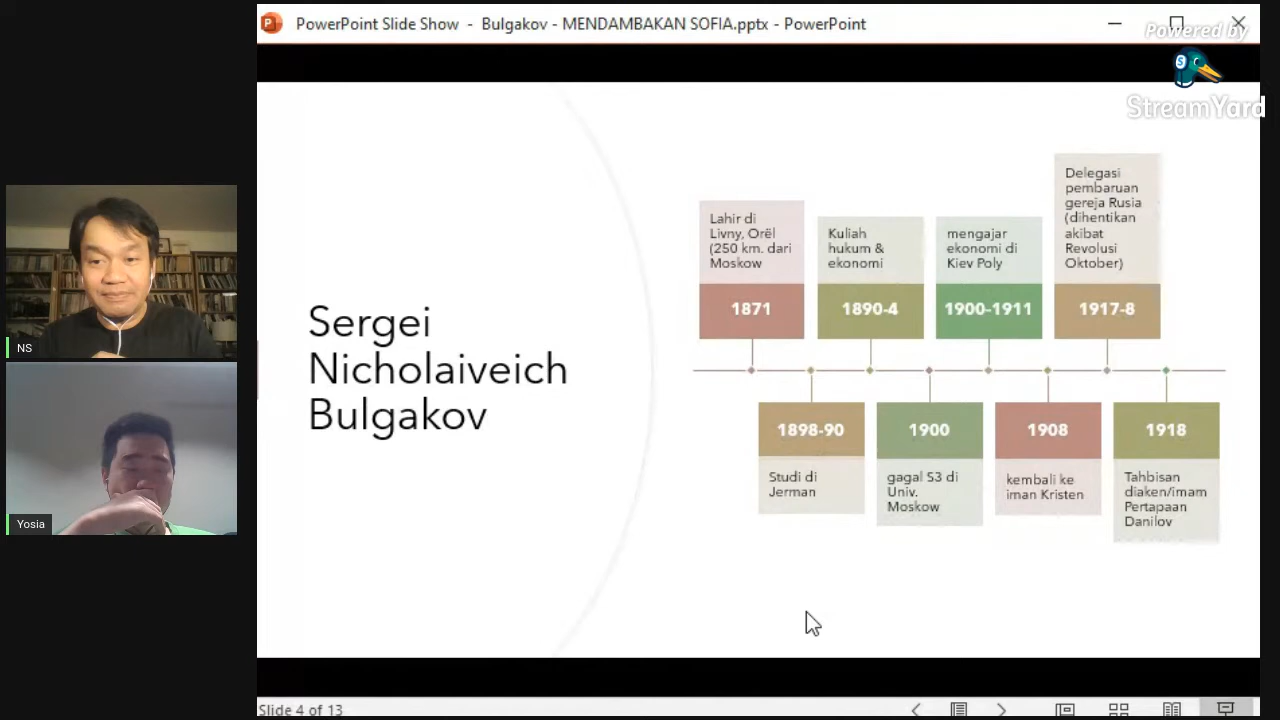 PowerPoint Slide Show - Bulgakov - MENDAMBAKAN SOFIA.pptx - PowerPoint
Powered by
StreamYard
NS
Yosia
Sergei
Nicholaiveich
Bulgakov
Lahir di
Livny, Orël
(250 km. dari
Moskow
1871
Kuliah
hukum &
ekonomi
1890-4
mengajar
ekonomi di
Kiev Poly
1900-1911
Delegasi
pembaruan
gereja Rusia
(dihentikan
akibat
Revolusi
Oktober)
1917-8
1898-90
Studi di
Jerman
1900
gagal S3 di
Univ.
Moskow
1908
kembali ke
iman Kristen
1918
Tahbisan
diaken/imam
Pertapaan
Danilov
Slide 4 of 13